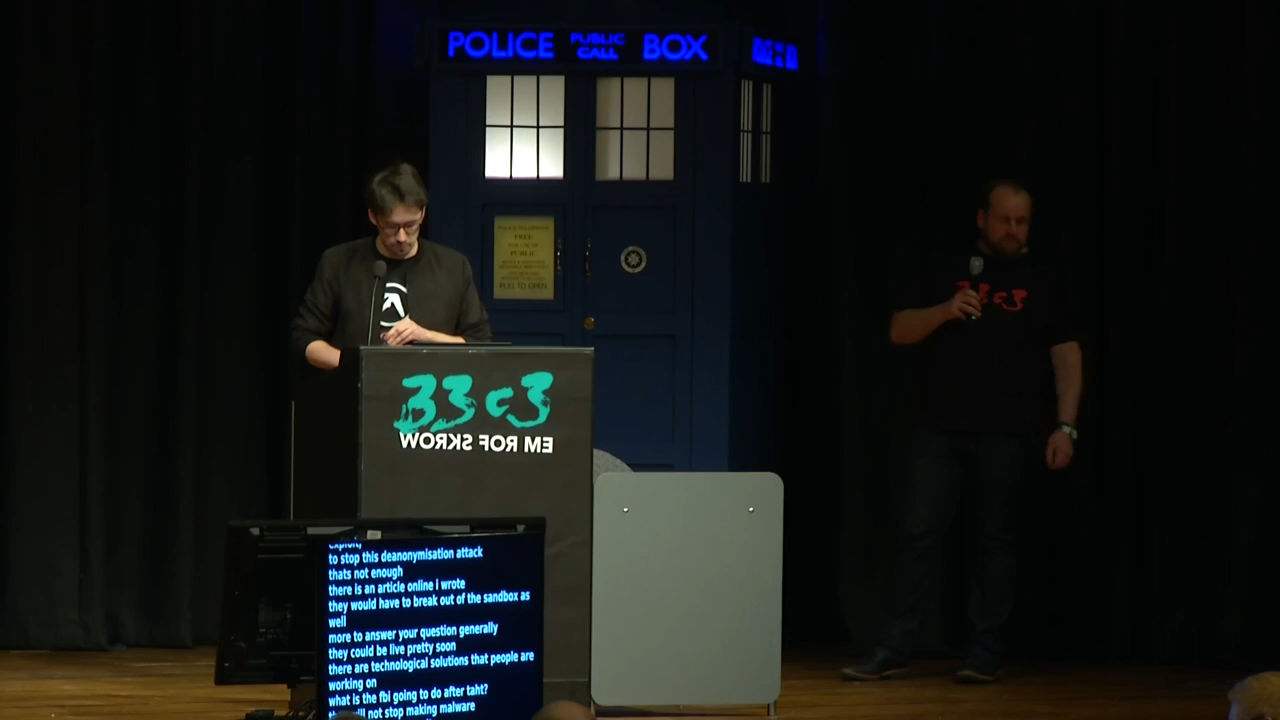 POLICE PUBLIC CALL BOX
FREE
PUBLIC
PULL TO OPEN
33c3
33c3
WORKS FOR ME
to stop this deanonymisation attack
thats not enough
there is an article online i wrote
they would have to break out of the sandbox as
well
more to answer your question generally
they could be live pretty soon
there are technological solutions that people are
working on
what is the fbi going to do after taht?
will not stop making malware